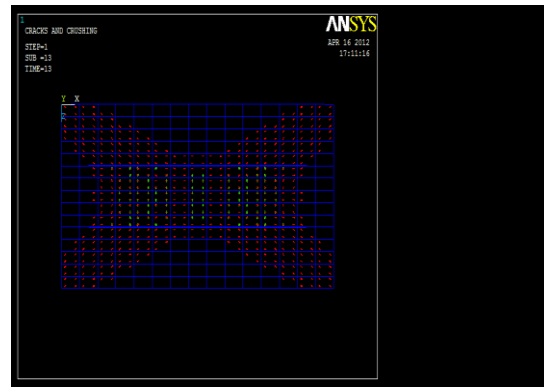 1
CRACKS AND CRUSHING
STEP=1
SUB =13
TIME=13
ANSYS
APR 16 2012
17:11:16
Y X
Z